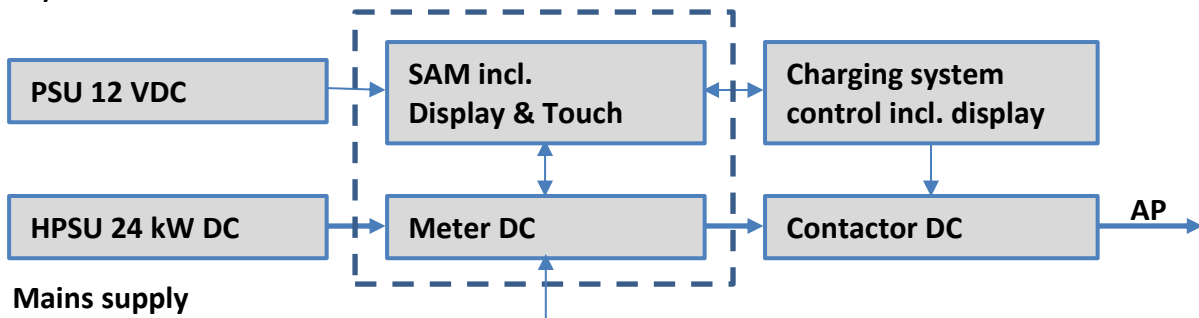 PSU 12 VDC
SAM incl.
Display & Touch
Charging system
control incl. display
HPSU 24 kW DC
Meter DC
Contactor DC
AP
Mains supply